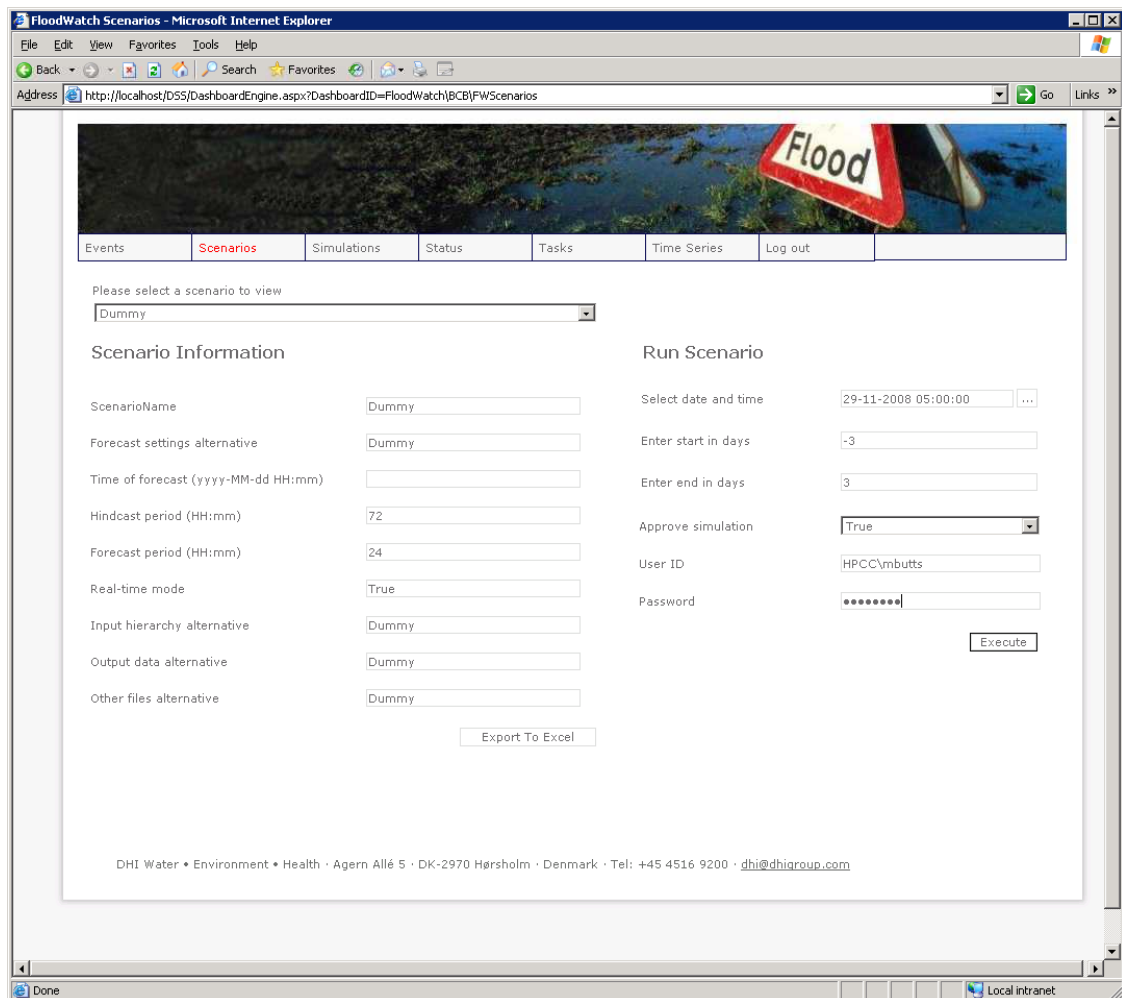 FloodWatch Scenarios - Microsoft Internet Explorer
File Edit View Favorites Tools Help
Back Search Favorites
Address http://localhost/DSS/DashboardEngine.aspx?DashboardID=FloodWatch\BCB\FWScenarios Go Links »
Flood
Events Scenarios Simulations Status Tasks Time Series Log out
Please select a scenario to view
Dummy
Scenario Information
ScenarioName Dummy
Forecast settings alternative Dummy
Time of forecast (yyyy-MM-dd HH:mm)
Hindcast period (HH:mm) 72
Forecast period (HH:mm) 24
Real-time mode True
Input hierarchy alternative Dummy
Output data alternative Dummy
Other files alternative Dummy
Export To Excel
Run Scenario
Select date and time 29-11-2008 05:00:00 ...
Enter start in days -3
Enter end in days 3
Approve simulation True
User ID HPCC\mbutts
Password ••••••••
Execute
DHI Water • Environment • Health · Agern Allé 5 · DK-2970 Hørsholm · Denmark · Tel: +45 4516 9200 · dhi@dhigroup.com
Done Local intranet